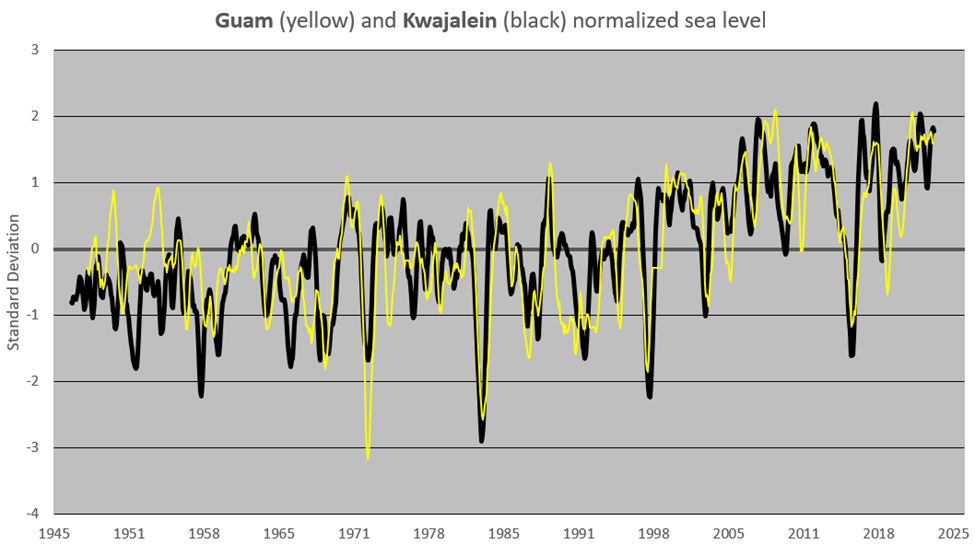 Guam (yellow) and Kwajalein (black) normalized sea level
3
2
1
0
-1
-2
-3
-4
Standard Deviation
1945 1951 1958 1965 1971 1978 1985 1991 1998 2005 2011 2018 2025